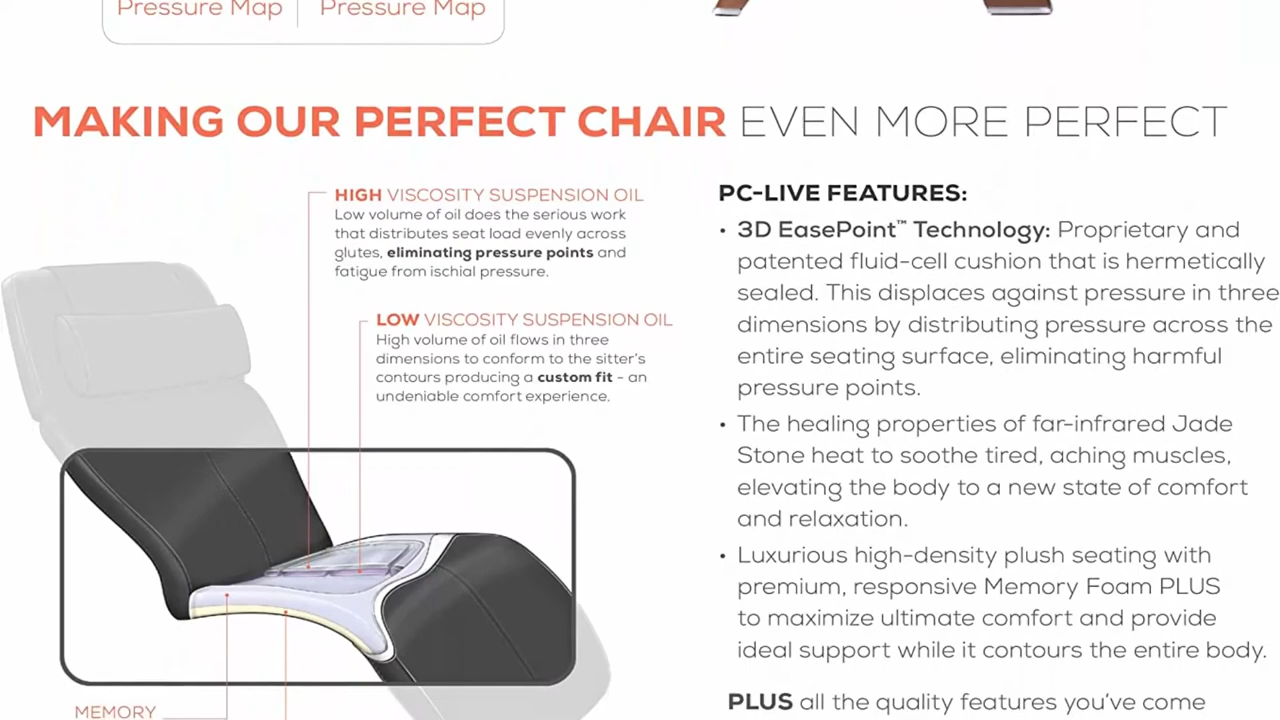 Pressure Map
Pressure Map
MAKING OUR PERFECT CHAIR EVEN MORE PERFECT
HIGH VISCOSITY SUSPENSION OIL
Low volume of oil does the serious work
that distributes seat load evenly across
glutes, eliminating pressure points and
fatigue from ischial pressure.
LOW VISCOSITY SUSPENSION OIL
High volume of oil flows in three
dimensions to conform to the sitter's
contours producing a custom fit - an
undeniable comfort experience.
MEMORY
PC-LIVE FEATURES:
• 3D EasePoint™ Technology: Proprietary and
patented fluid-cell cushion that is hermetically
sealed. This displaces against pressure in three
dimensions by distributing pressure across the
entire seating surface, eliminating harmful
pressure points.
• The healing properties of far-infrared Jade
Stone heat to soothe tired, aching muscles,
elevating the body to a new state of comfort
and relaxation.
• Luxurious high-density plush seating with
premium, responsive Memory Foam PLUS
to maximize ultimate comfort and provide
ideal support while it contours the entire body.
PLUS all the quality features you've come